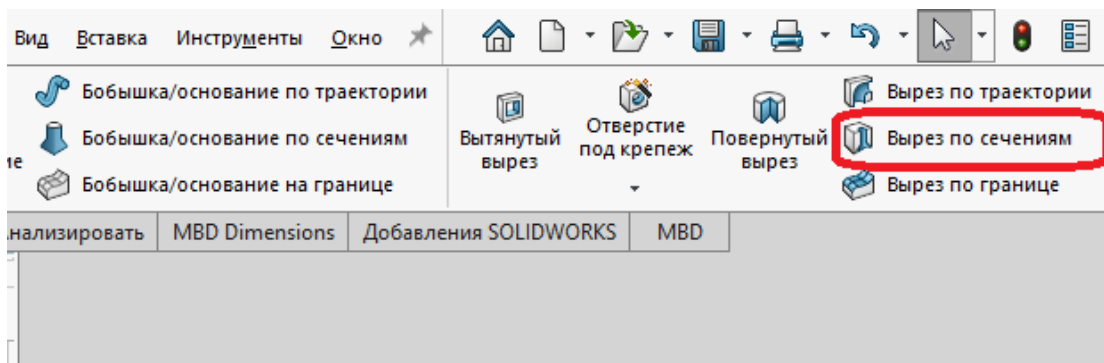 Вид Вставка Инструменты Окно
Бобышка/основание по траектории
Бобышка/основание по сечениям
Бобышка/основание на границе
Вытянутый
вырез
Отверстие
под крепеж
Повернутый
вырез
Вырез по траектории
Вырез по сечениям
Вырез по границе
MBD Dimensions Добавления SOLIDWORKS MBD